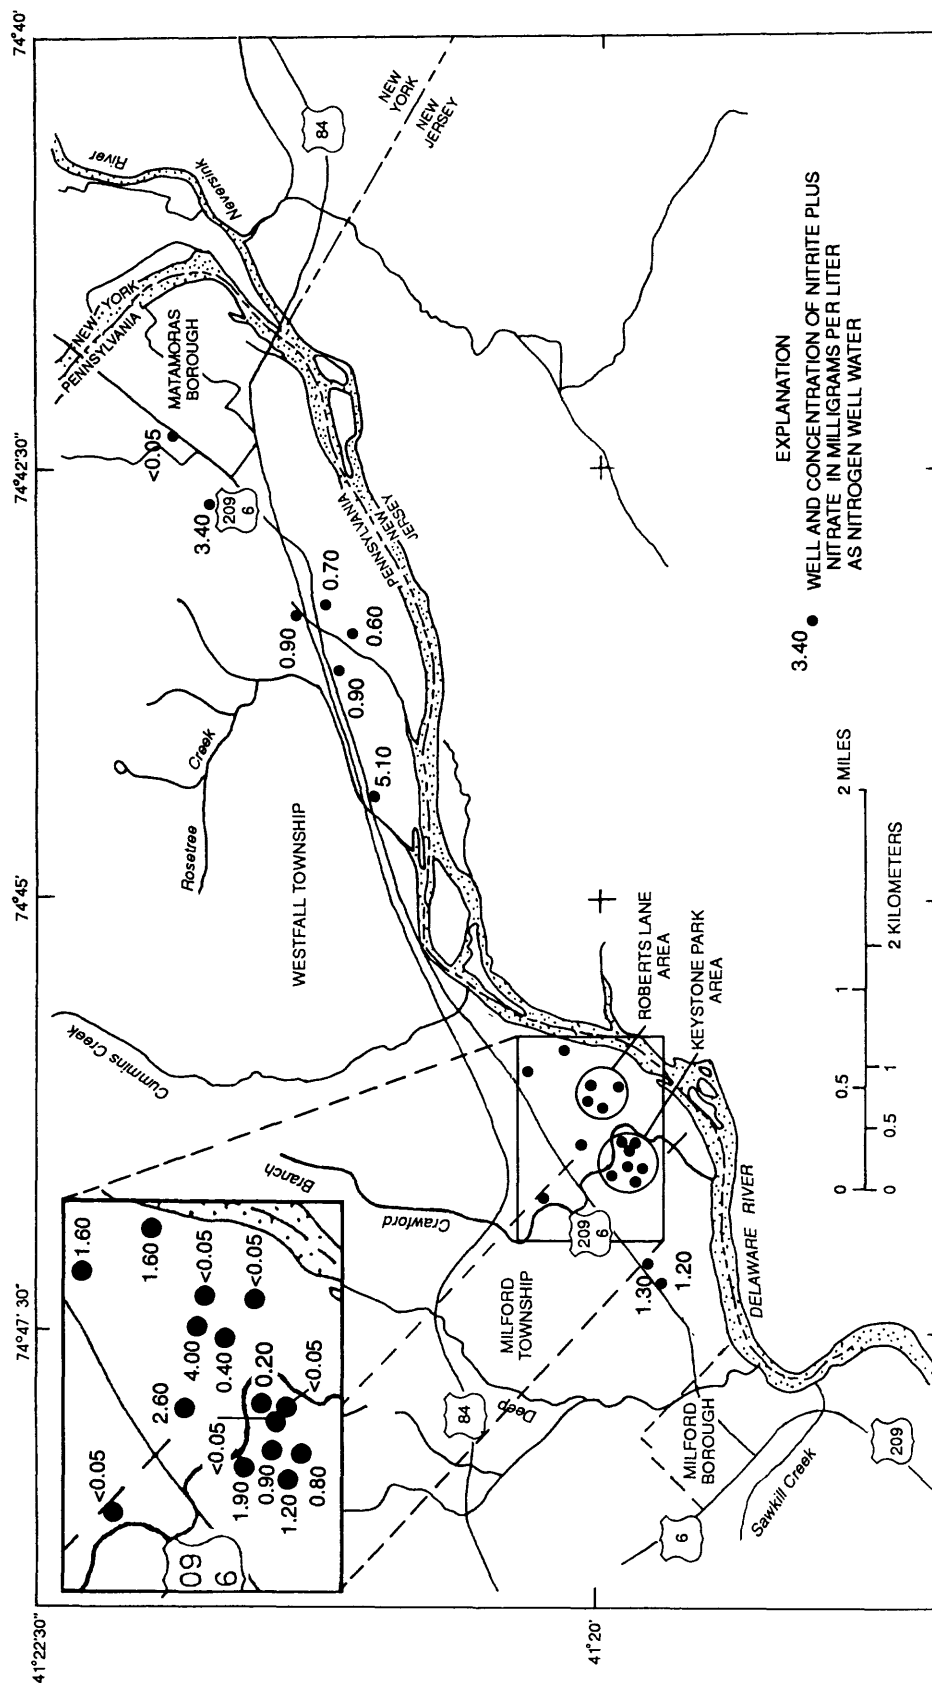 41°22'30"
74°47' 30"
74°45'
74°42'30"
74°40'
41°20'
River
Neversink
84
NEW
YORK
NEW
JERSEY
NEW YORK
PENNSYLVANIA
MATAMORAS
BOROUGH
<0.05
3.40
209
6
PENNSYLVANIA
NEW
JERSEY
0.70
0.90
0.60
0.90
5.10
Creek
Rosetree
WESTFALL TOWNSHIP
Cummins Creek
Branch
Crawford
ROBERTS LANE
AREA
KEYSTONE PARK
AREA
209
6
1.30
1.20
DELAWARE RIVER
MILFORD
TOWNSHIP
84
Deep
MILFORD
BOROUGH
6
Sawkill Creek
209
1.60
1.60
<0.05
<0.05
4.00
0.40
2.60
0.20
<0.05
<0.05
<0.05
1.90
0.90
1.20
0.80
09
6
EXPLANATION
3.40
WELL AND CONCENTRATION OF NITRITE PLUS
NITRATE IN MILLIGRAMS PER LITER
AS NITROGEN WELL WATER
0 0.5 1 2 MILES
0 0.5 1 2 KILOMETERS